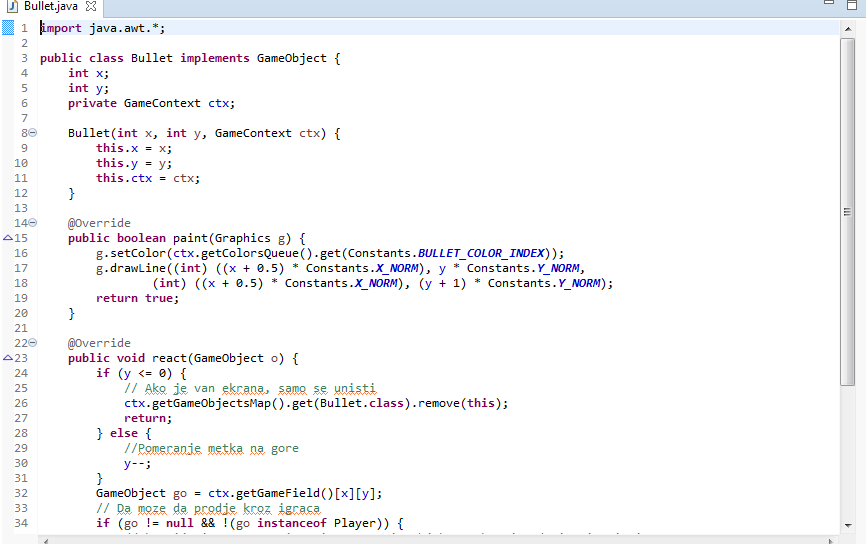 Bullet.java
1 import java.awt.*;
2
3 public class Bullet implements GameObject {
4     int x;
5     int y;
6     private GameContext ctx;
7
8     Bullet(int x, int y, GameContext ctx) {
9         this.x = x;
10         this.y = y;
11         this.ctx = ctx;
12     }
13
14     @Override
15     public boolean paint(Graphics g) {
16         g.setColor(ctx.getColorsQueue().get(Constants.BULLET_COLOR_INDEX));
17         g.drawLine((int) ((x + 0.5) * Constants.X_NORM), y * Constants.Y_NORM,
18                 (int) ((x + 0.5) * Constants.X_NORM), (y + 1) * Constants.Y_NORM);
19         return true;
20     }
21
22     @Override
23     public void react(GameObject o) {
24         if (y <= 0) {
25             // Ako je van ekrana, samo se unisti
26             ctx.getGameObjectsMap().get(Bullet.class).remove(this);
27             return;
28         } else {
29             //Pomeranje metka na gore
30             y--;
31         }
32         GameObject go = ctx.getGameField()[x][y];
33         // Da moze da prodje kroz igraca
34         if (go != null && !(go instanceof Player)) {